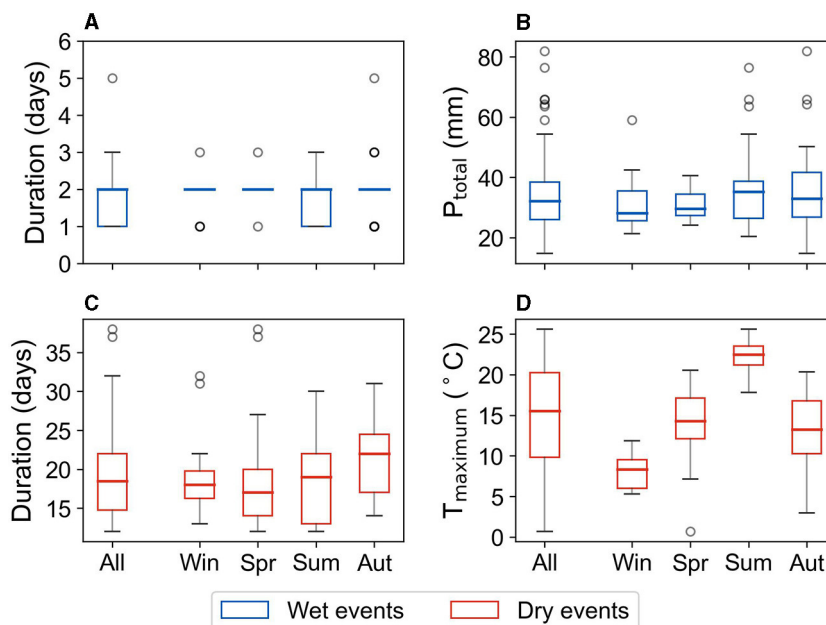 A
B
6
5
4
3
2
1
0
Duration (days)
80
60
40
20
P_total (mm)
C
D
35
30
25
20
15
Duration (days)
25
20
15
10
5
0
T_maximum (°C)
All Win Spr Sum Aut
All Win Spr Sum Aut
Wet events Dry events